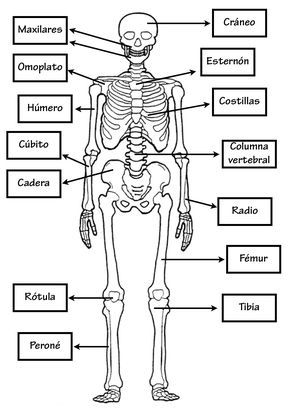 Maxilares
Cráneo
Omoplato
Esternón
Húmero
Costillas
Cúbito
Columna
vertebral
Cadera
Radio
Fémur
Rótula
Tibia
Peroné